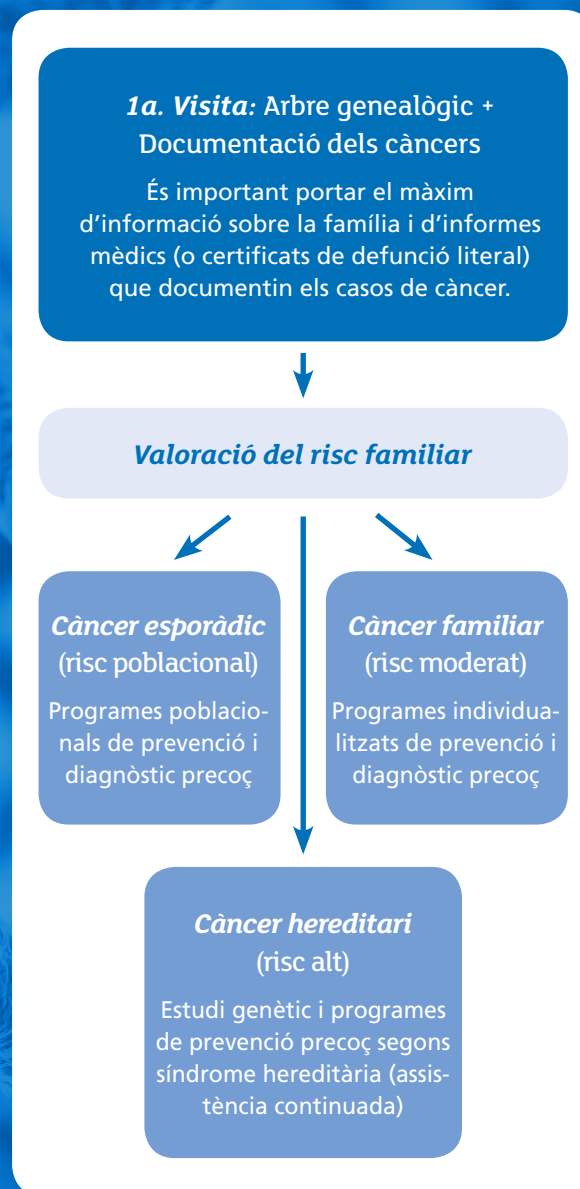 1a. Visita: Arbre genealògic +
Documentació dels càncers
És important portar el màxim
d'informació sobre la família i d'informes
mèdics (o certificats de defunció literal)
que documentin els casos de càncer.
Valoració del risc familiar
Càncer esporàdic
(risc poblacional)
Programes poblacio-
nals de prevenció i
diagnòstic precoç
Càncer familiar
(risc moderat)
Programes individua-
litzats de prevenció i
diagnòstic precoç
Càncer hereditari
(risc alt)
Estudi genètic i programes
de prevenció precoç segons
síndrome hereditària (assis-
tència continuada)